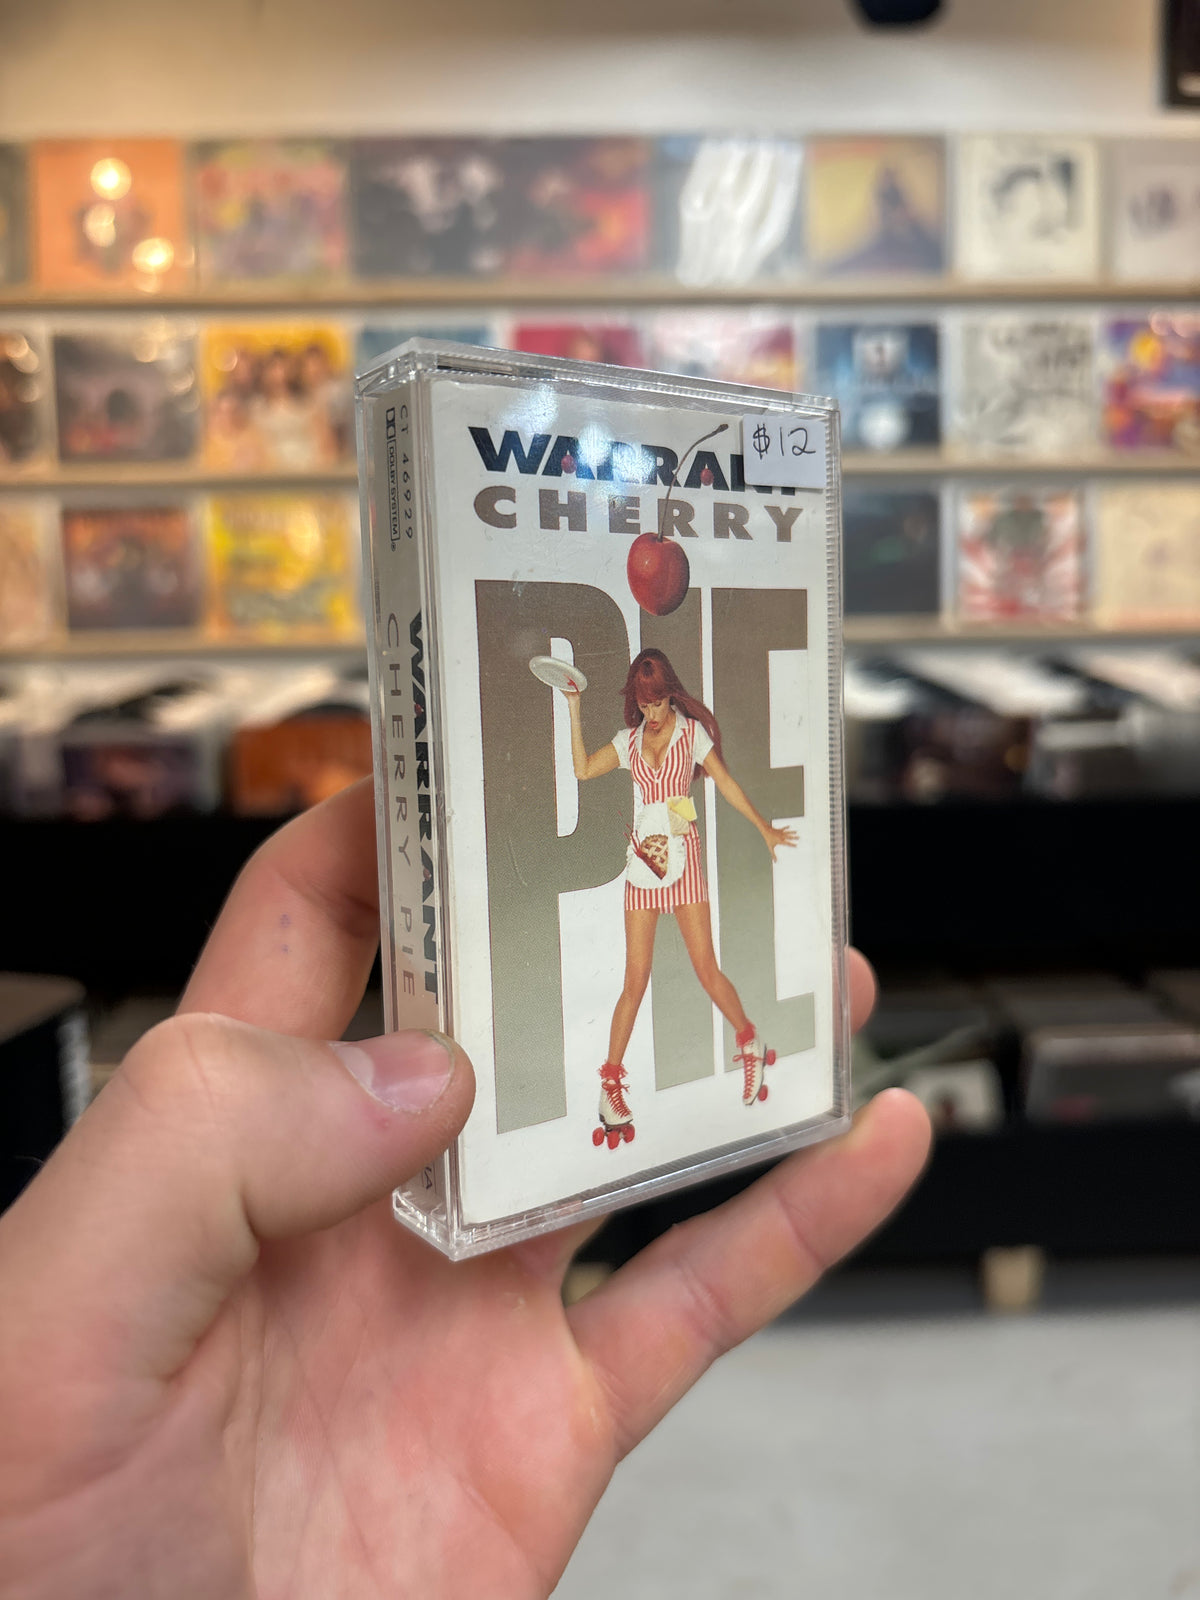 WARRANT
$12
CHERRY
PIE
CT 46929
DOLBY SYSTEM®
WARRANT
CHERRY PIE